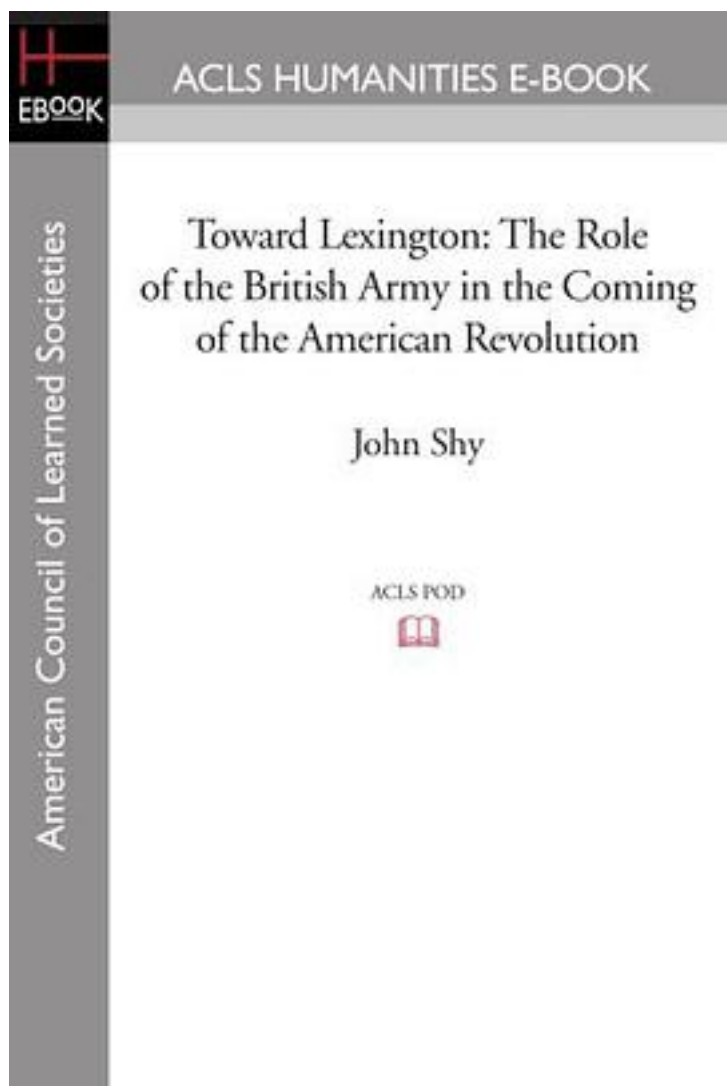 EBOOK
ACLS HUMANITIES E-BOOK
American Council of Learned Societies
Toward Lexington: The Role
of the British Army in the Coming
of the American Revolution
John Shy
ACLS POD